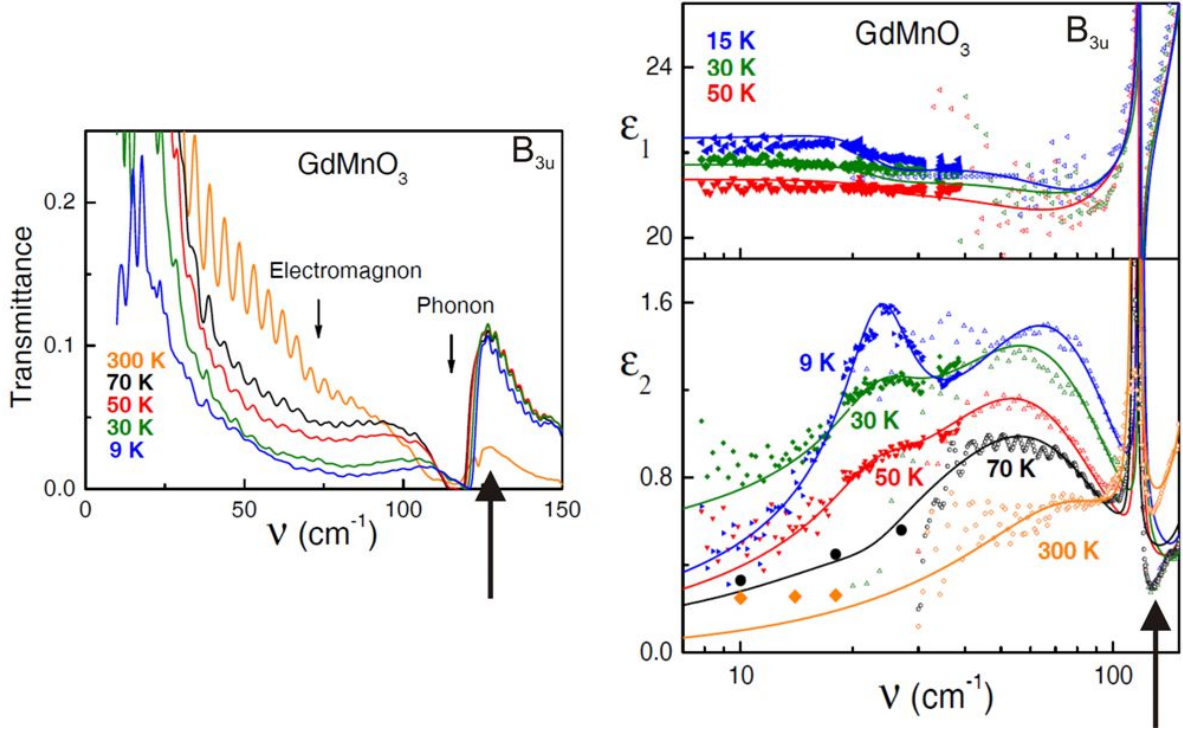 GdMnO3
B3u
0.2
0.1
0.0
Transmittance
Electromagnon
Phonon
300 K
70 K
50 K
30 K
9 K
0
50
100
150
ν (cm-1)
15 K
30 K
50 K
GdMnO3
B3u
24
ε1
20
1.6
ε2
0.8
0.0
9 K
30 K
50 K
70 K
300 K
10
100
ν (cm-1)